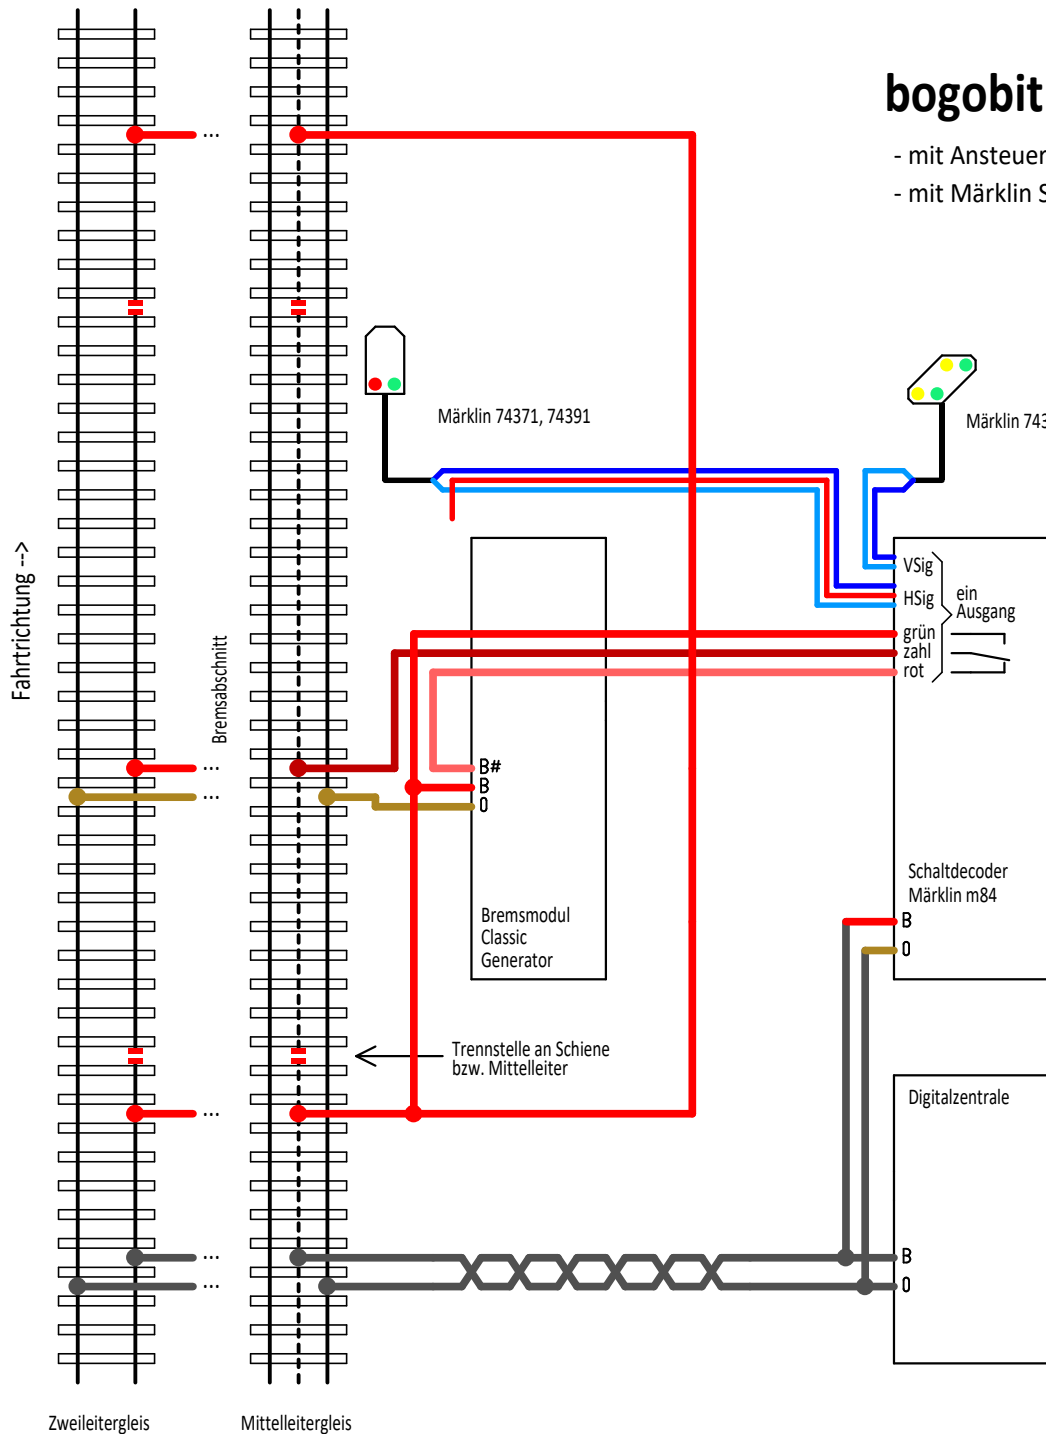 bogobit
- mit Ansteuer
- mit Märklin S
...
Märklin 74371, 74391
Märklin 743
Fahrtrichtung -->
Bremsabschnitt
VSig
HSig
ein
Ausgang
grün
zahl
rot
...
...
B#
B
0
Bremsmodul
Classic
Generator
Schaltdecoder
Märklin m84
B
0
Trennstelle an Schiene
bzw. Mittelleiter
Digitalzentrale
...
...
...
B
0
Zweileitergleis
Mittelleitergleis